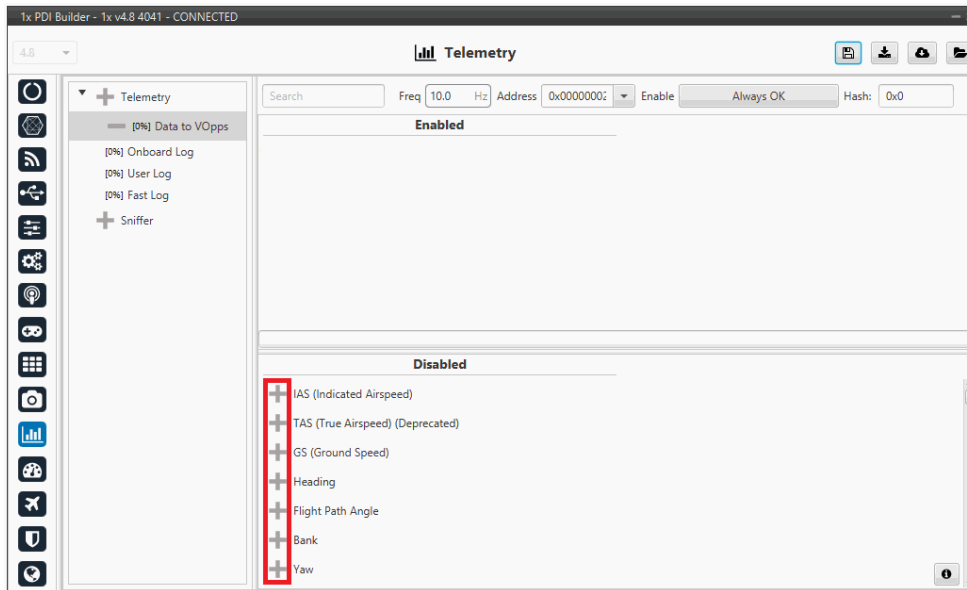 1x PDI Builder - 1x v4.8 4041 - CONNECTED
4.8
Telemetry
Telemetry
[0%] Data to VOpps
[0%] Onboard Log
[0%] User Log
[0%] Fast Log
Sniffer
Search Freq 10.0 Hz Address 0x00000002 Enable Always OK Hash: 0x0
Enabled
Disabled
IAS (Indicated Airspeed)
TAS (True Airspeed) (Deprecated)
GS (Ground Speed)
Heading
Flight Path Angle
Bank
Yaw